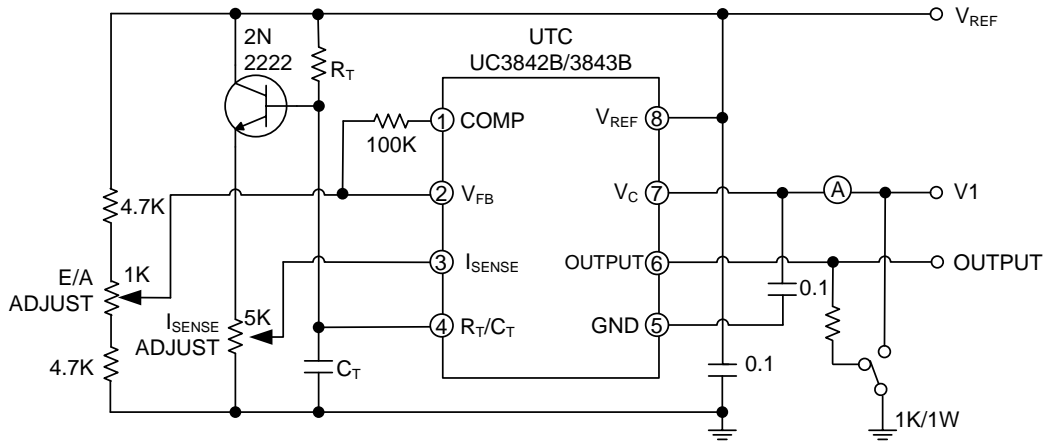 V_REF
2N
2222
R_T
UTC
UC3842B/3843B
1 COMP
100K
V_REF 8
4.7K
2 V_FB
V_C 7
A
V1
E/A
ADJUST
1K
3 I_SENSE
OUTPUT 6
OUTPUT
0.1
I_SENSE
ADJUST
5K
4 R_T/C_T
GND 5
4.7K
C_T
0.1
1K/1W